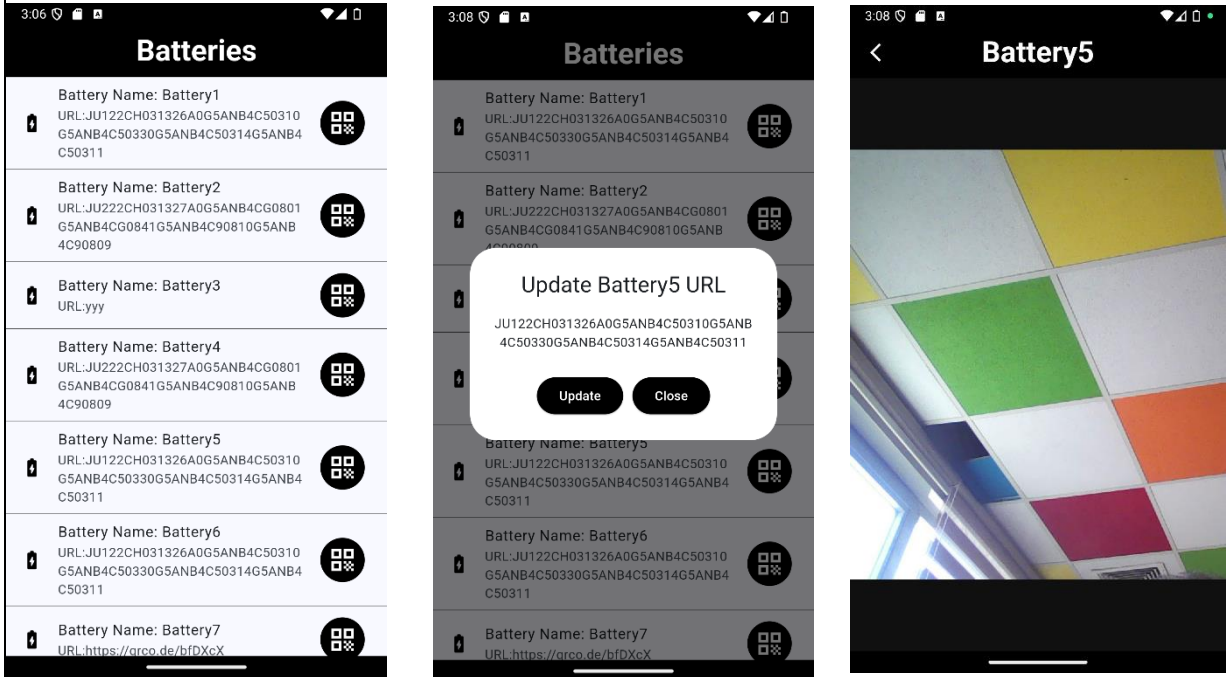 3:06
Batteries
Battery Name: Battery1
URL:JU122CH031326A0G5ANB4C50310
G5ANB4C50330G5ANB4C50314G5ANB4
C50311
Battery Name: Battery2
URL:JU222CH031327A0G5ANB4CG0801
G5ANB4CG0841G5ANB4C90810G5ANB
4C90809
Battery Name: Battery3
URL:yyy
Battery Name: Battery4
URL:JU222CH031327A0G5ANB4CG0801
G5ANB4CG0841G5ANB4C90810G5ANB
4C90809
Battery Name: Battery5
URL:JU122CH031326A0G5ANB4C50310
G5ANB4C50330G5ANB4C50314G5ANB4
C50311
Battery Name: Battery6
URL:JU122CH031326A0G5ANB4C50310
G5ANB4C50330G5ANB4C50314G5ANB4
C50311
Battery Name: Battery7
URL:https://qrco.de/bfDXcX
3:08
Batteries
Battery Name: Battery1
URL:JU122CH031326A0G5ANB4C50310
G5ANB4C50330G5ANB4C50314G5ANB4
C50311
Battery Name: Battery2
URL:JU222CH031327A0G5ANB4CG0801
G5ANB4CG0841G5ANB4C90810G5ANB
4C90809
Update Battery5 URL
JU122CH031326A0G5ANB4C50310G5ANB
4C50330G5ANB4C50314G5ANB4C50311
Update Close
Battery Name: Battery5
URL:JU122CH031326A0G5ANB4C50310
G5ANB4C50330G5ANB4C50314G5ANB4
C50311
Battery Name: Battery6
URL:JU122CH031326A0G5ANB4C50310
G5ANB4C50330G5ANB4C50314G5ANB4
C50311
Battery Name: Battery7
URL:https://qrco.de/bfDXcX
3:08
Battery5